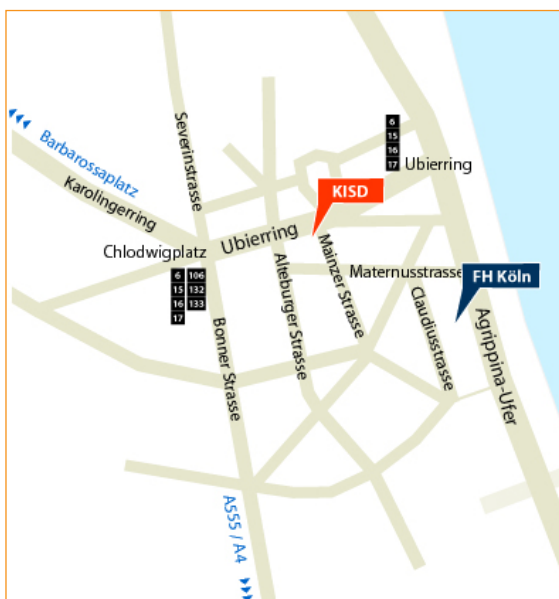 Barbarossaplatz
Karolingerring
Severinstrasse
6
15
16
17
Ubierring
KISD
Chlodwigplatz
Ubierring
6 106
15 132
16 133
17
Alteburger Strasse
Mainzer Strasse
Maternusstrasse
FH Köln
Claudiusstrasse
Agrippina-Ufer
Bonner Strasse
A555 / A4